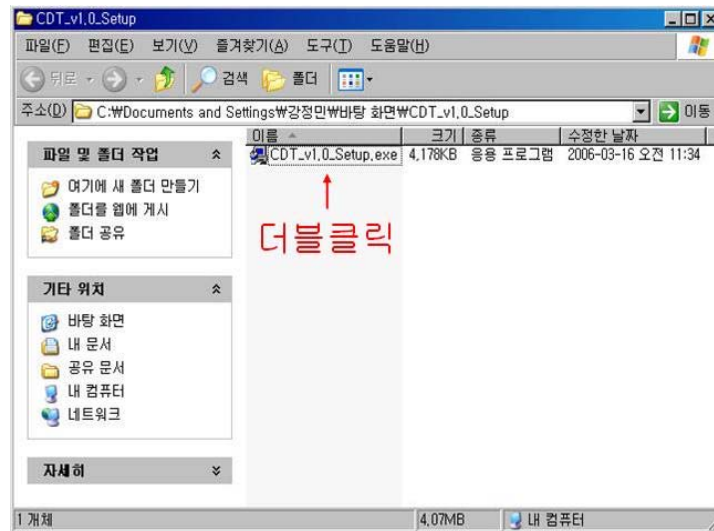 CDT_v1.0_Setup
파일(F) 편집(E) 보기(V) 즐겨찾기(A) 도구(T) 도움말(H)
뒤로 검색 폴더
주소(D) C:₩Documents and Settings₩강정민₩바탕 화면₩CDT_v1.0_Setup 이동
이름 크기 종류 수정한 날짜
CDT_v1.0_Setup.exe 4,178KB 응용 프로그램 2006-03-16 오전 11:34
더블클릭
파일 및 폴더 작업
여기에 새 폴더 만들기
폴더를 웹에 게시
폴더 공유
기타 위치
바탕 화면
내 문서
공유 문서
내 컴퓨터
네트워크
자세히
1 개체 4.07MB 내 컴퓨터